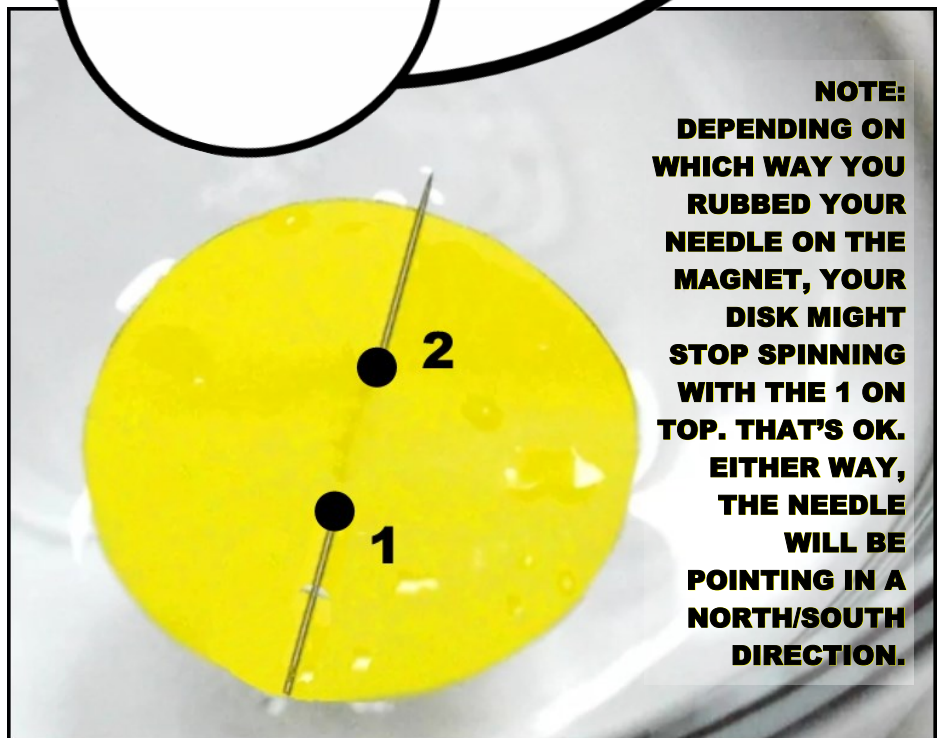 NOTE:
DEPENDING ON
WHICH WAY YOU
RUBBED YOUR
NEEDLE ON THE
MAGNET, YOUR
DISK MIGHT
STOP SPINNING
WITH THE 1 ON
TOP. THAT’S OK.
EITHER WAY,
THE NEEDLE
WILL BE
POINTING IN A
NORTH/SOUTH
DIRECTION.
2
1